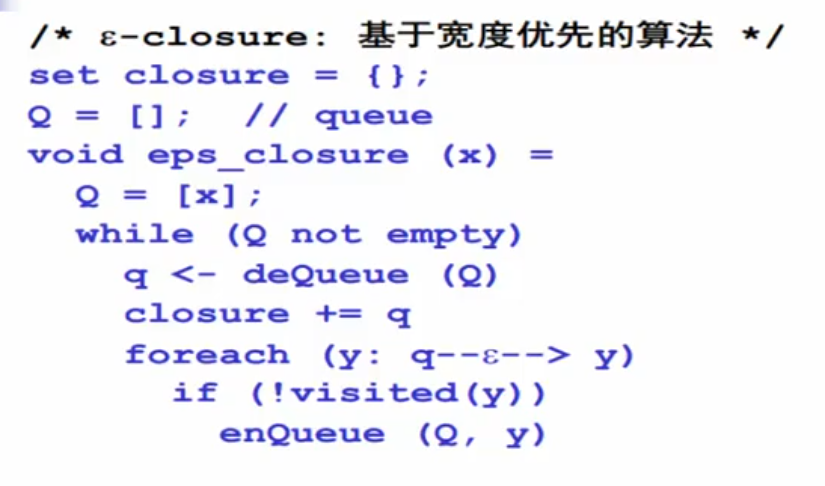 /* ε-closure: 基于宽度优先的算法 */
set closure = {};
Q = []; // queue
void eps_closure (x) =
Q = [x];
while (Q not empty)
q <- deQueue (Q)
closure += q
foreach (y: q--ε--> y)
if (!visited(y))
enQueue (Q, y)